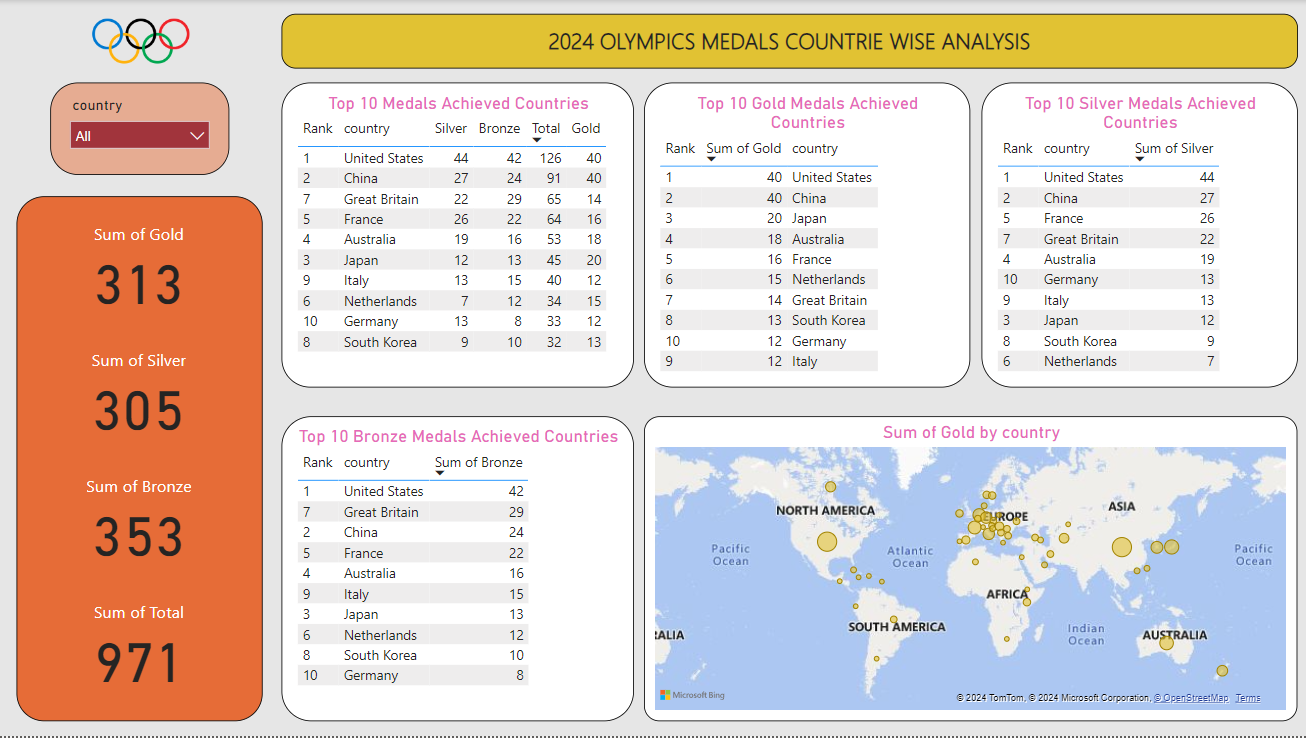 2024 OLYMPICS MEDALS COUNTRIE WISE ANALYSIS
country
All
Sum of Gold
313
Sum of Silver
305
Sum of Bronze
353
Sum of Total
971
Top 10 Medals Achieved Countries
Rank country Silver Bronze Total Gold
1 United States 44 42 126 40
2 China 27 24 91 40
7 Great Britain 22 29 65 14
5 France 26 22 64 16
4 Australia 19 16 53 18
3 Japan 12 13 45 20
9 Italy 13 15 40 12
6 Netherlands 7 12 34 15
10 Germany 13 8 33 12
8 South Korea 9 10 32 13
Top 10 Gold Medals Achieved
Countries
Rank Sum of Gold country
1 40 United States
2 40 China
3 20 Japan
4 18 Australia
5 16 France
6 15 Netherlands
7 14 Great Britain
8 13 South Korea
10 12 Germany
9 12 Italy
Top 10 Silver Medals Achieved
Countries
Rank country Sum of Silver
1 United States 44
2 China 27
5 France 26
7 Great Britain 22
4 Australia 19
10 Germany 13
9 Italy 13
3 Japan 12
8 South Korea 9
6 Netherlands 7
Top 10 Bronze Medals Achieved Countries
Rank country Sum of Bronze
1 United States 42
7 Great Britain 29
2 China 24
5 France 22
4 Australia 16
9 Italy 15
3 Japan 13
6 Netherlands 12
8 South Korea 10
10 Germany 8
Sum of Gold by country
NORTH AMERICA
EUROPE
ASIA
Pacific
Ocean
Atlantic
Ocean
Pacific
Ocean
AFRICA
SOUTH AMERICA
Indian
Ocean
RALIA
AUSTRALIA
Microsoft Bing
© 2024 TomTom, © 2024 Microsoft Corporation, © OpenStreetMap Terms